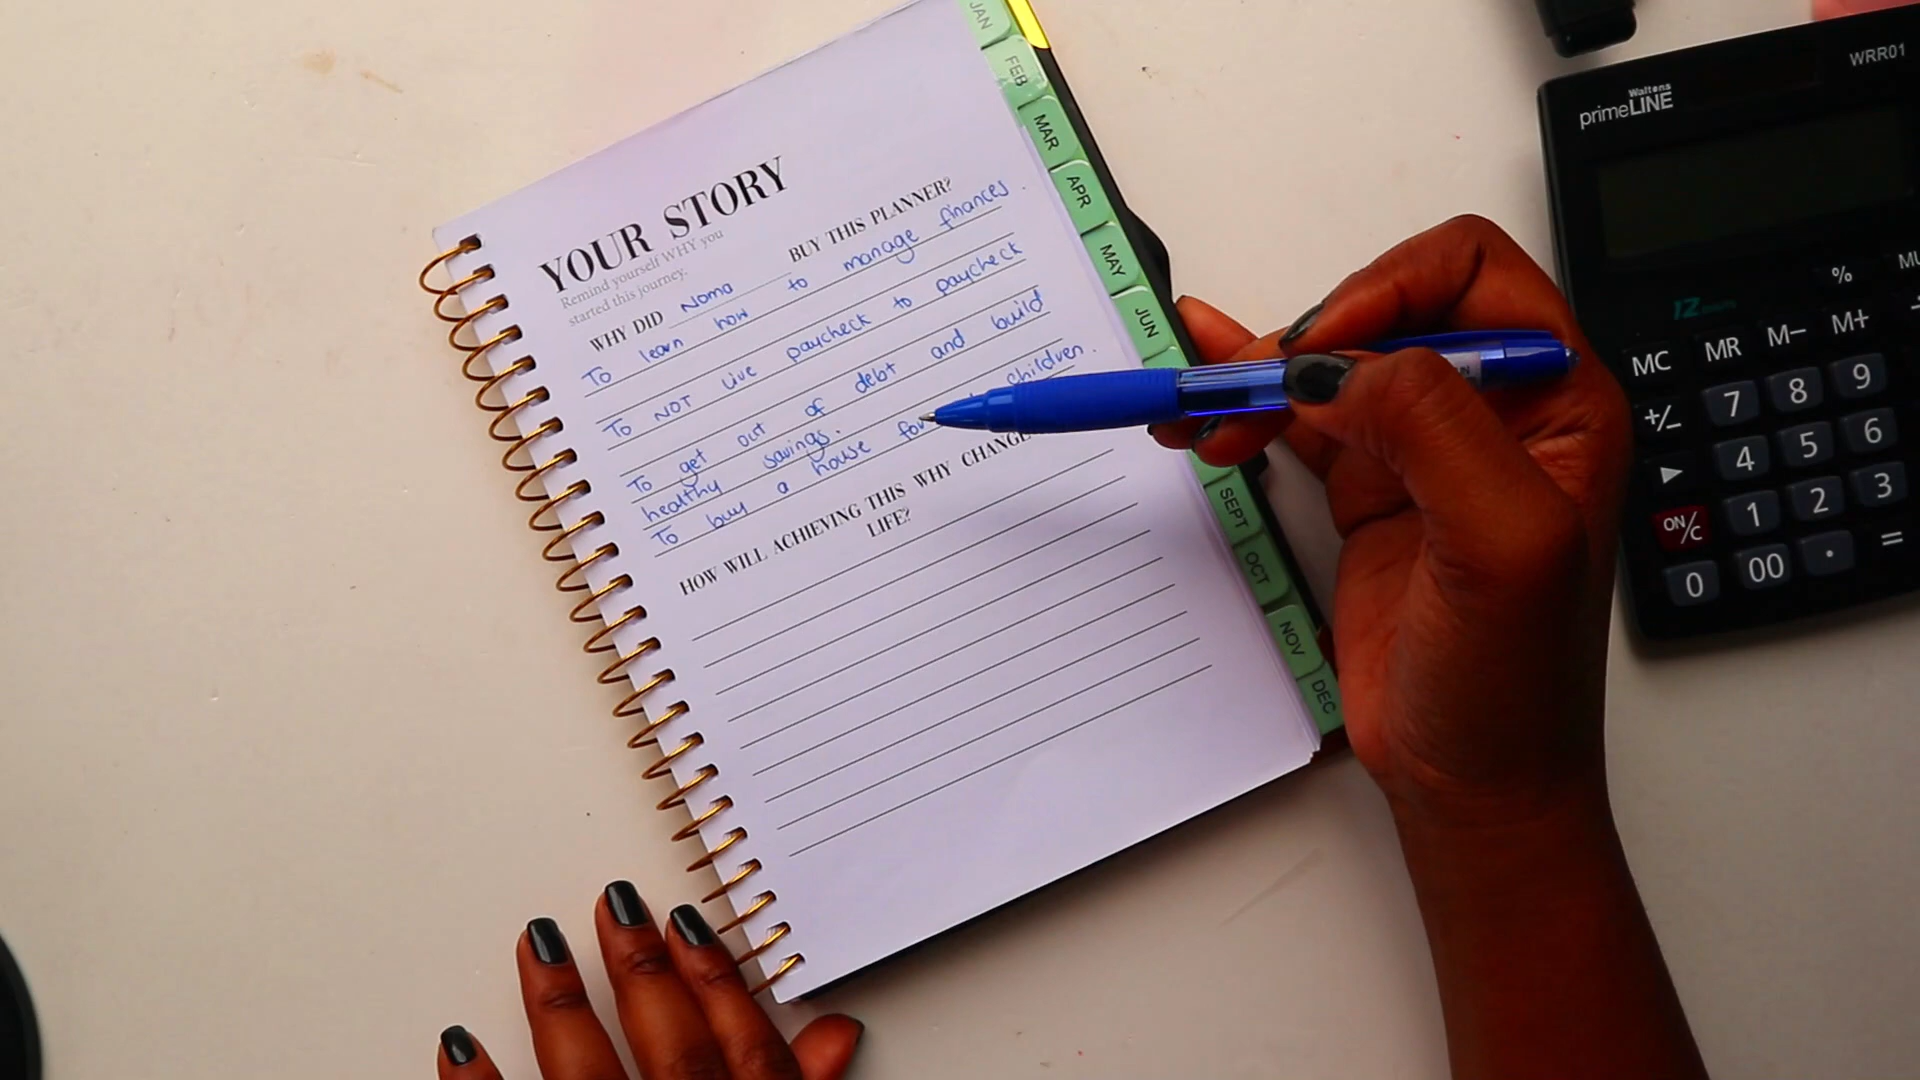 YOUR STORY
Remind yourself WHY you
started this journey.
WHY DID Noma BUY THIS PLANNER?
To learn how to manage finances.
To NOT live paycheck to paycheck
To get out of debt and build
healthy savings.
To buy a house for children.
HOW WILL ACHIEVING THIS WHY CHANGE
LIFE?
JAN
FEB
MAR
APR
MAY
JUN
SEPT
OCT
NOV
DEC
Waltons
primeLINE
WRR01
12
%
MC MR M− M+
+/− 7 8 9
▶ 4 5 6
ON/C 1 2 3
0 00 . =